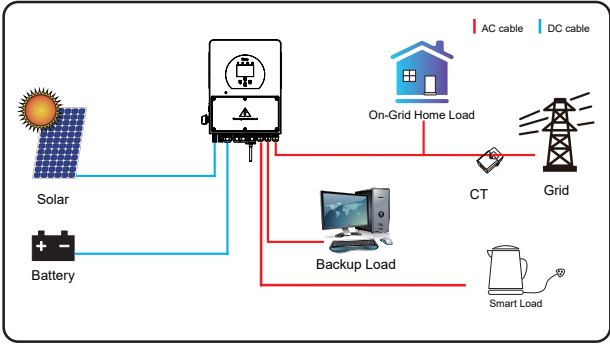 AC cable
DC cable
On-Grid Home Load
Solar
CT
Grid
Backup Load
Battery
Smart Load